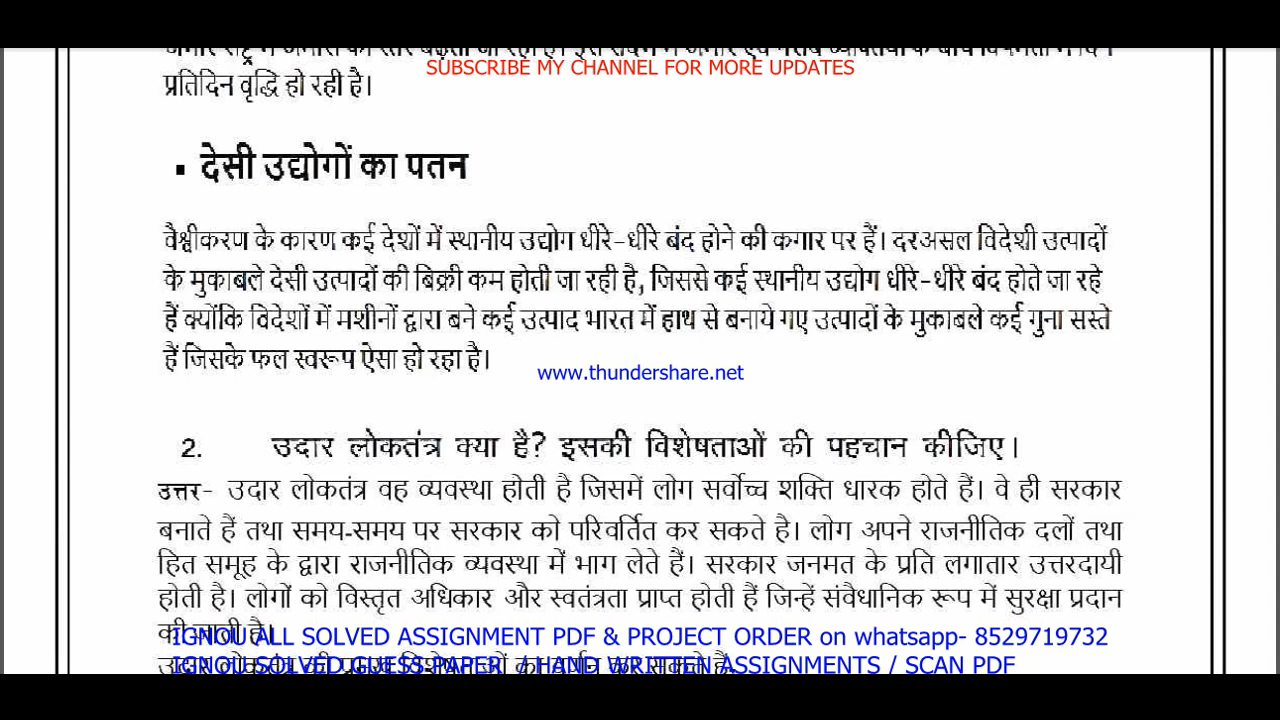 SUBSCRIBE MY CHANNEL FOR MORE UPDATES
प्रतिदिन वृद्धि हो रही है।
▪ देसी उद्योगों का पतन
वैश्वीकरण के कारण कई देशों में स्थानीय उद्योग धीरे-धीरे बंद होने की कगार पर हैं। दरअसल विदेशी उत्पादों
के मुकाबले देसी उत्पादों की बिक्री कम होती जा रही है, जिससे कई स्थानीय उद्योग धीरे-धीरे बंद होते जा रहे
हैं क्योंकि विदेशों में मशीनों द्वारा बने कई उत्पाद भारत में हाथ से बनाये गए उत्पादों के मुकाबले कई गुना सस्ते
हैं जिसके फल स्वरूप ऐसा हो रहा है।
www.thundershare.net
2. उदार लोकतंत्र क्या है? इसकी विशेषताओं की पहचान कीजिए।
उत्तर- उदार लोकतंत्र वह व्यवस्था होती है जिसमें लोग सर्वोच्च शक्ति धारक होते हैं। वे ही सरकार
बनाते हैं तथा समय-समय पर सरकार को परिवर्तित कर सकते है। लोग अपने राजनीतिक दलों तथा
हित समूह के द्वारा राजनीतिक व्यवस्था में भाग लेते हैं। सरकार जनमत के प्रति लगातार उत्तरदायी
होती है। लोगों को विस्तृत अधिकार और स्वतंत्रता प्राप्त होती हैं जिन्हें संवैधानिक रूप में सुरक्षा प्रदान
की जाती है।
IGNOU ALL SOLVED ASSIGNMENT PDF & PROJECT ORDER on whatsapp- 8529719732
IGNOU SOLVED GUESS PAPER / HAND WRITTEN ASSIGNMENTS / SCAN PDF